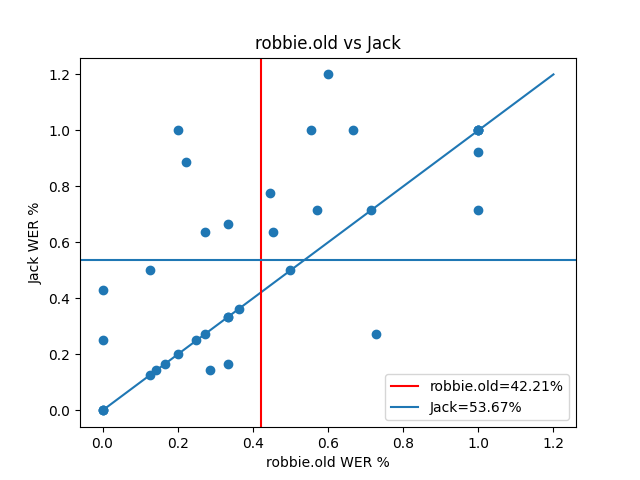 robbie.old vs Jack
Jack WER %
1.2
1.0
0.8
0.6
0.4
0.2
0.0
robbie.old=42.21%
Jack=53.67%
0.0 0.2 0.4 0.6 0.8 1.0 1.2
robbie.old WER %